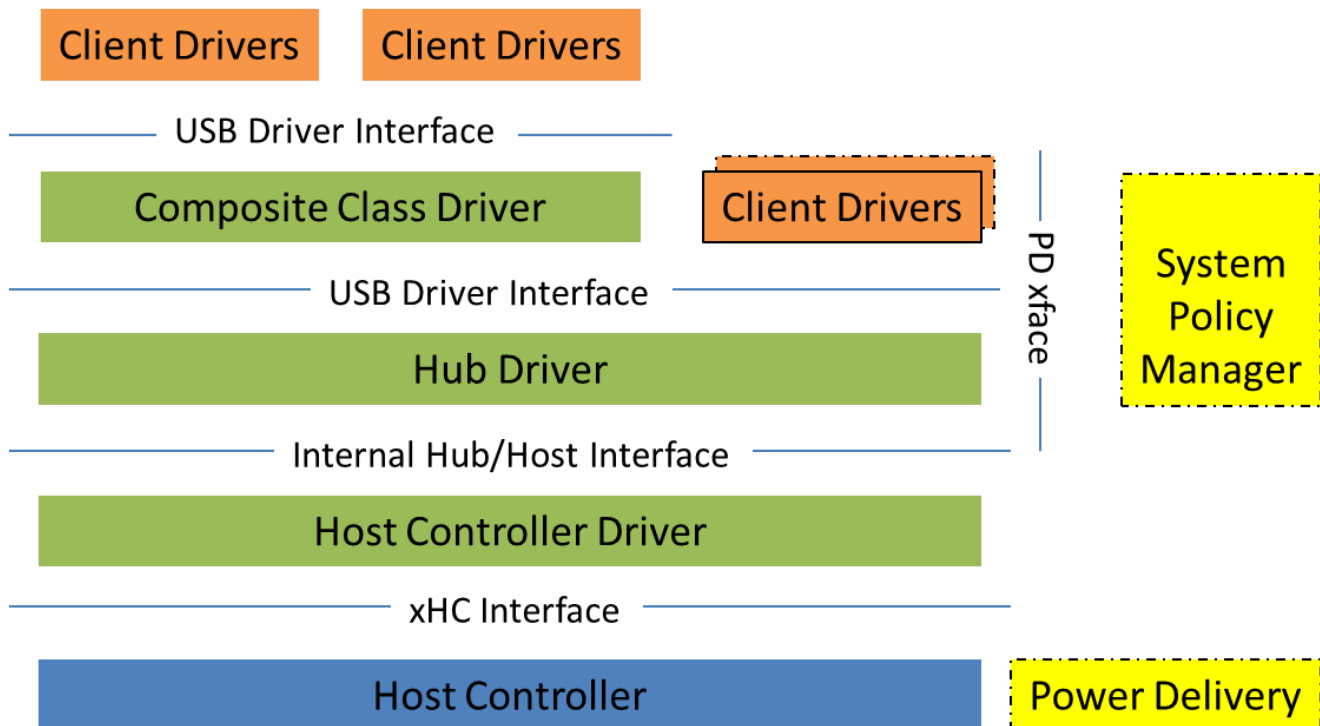 Client Drivers
Client Drivers
USB Driver Interface
Composite Class Driver
Client Drivers
USB Driver Interface
Hub Driver
Internal Hub/Host Interface
Host Controller Driver
xHC Interface
Host Controller
PD xface
System
Policy
Manager
Power Delivery